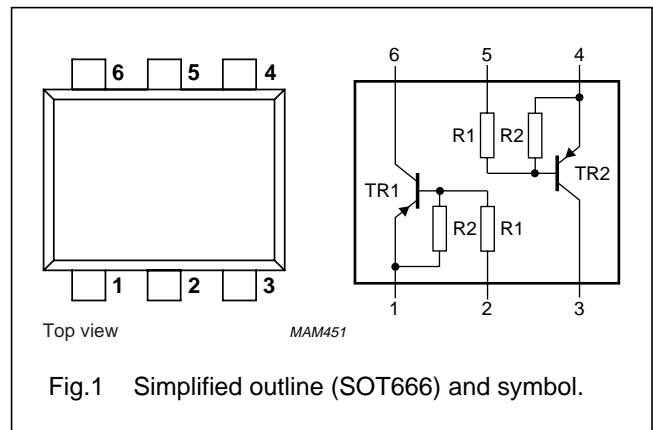 6 5 4
6 5 4
R1 R2
TR2
TR1
R2 R1
1 2 3
1 2 3
Top view MAM451
Fig.1 Simplified outline (SOT666) and symbol.